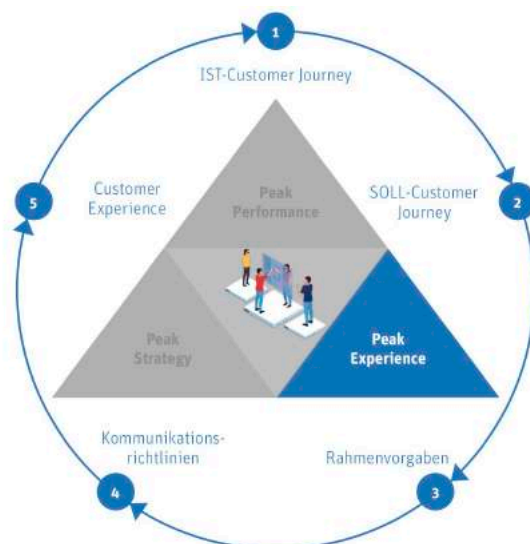 1
IST-Customer Journey
5
Customer
Experience
Peak
Performance
SOLL-Customer
Journey
2
Peak
Strategy
Peak
Experience
Kommunikations-
richtlinien
4
Rahmenvorgaben
3